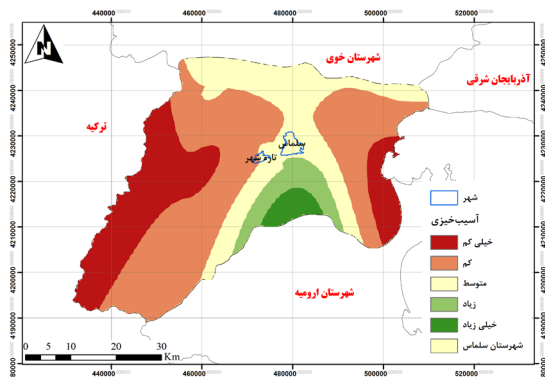 440000 460000 480000 500000 520000
N
شهرستان خوی
آذربایجان شرقی
ترکیه
سلماس
تازه شهر
شهرستان ارومیه
شهر
آسیب‌خیزی
خیلی کم
کم
متوسط
زیاد
خیلی زیاد
شهرستان سلماس
4250000
4240000
4230000
4220000
4210000
4200000
4190000
0 5 10 20 30
Km
440000 460000 480000 500000 520000